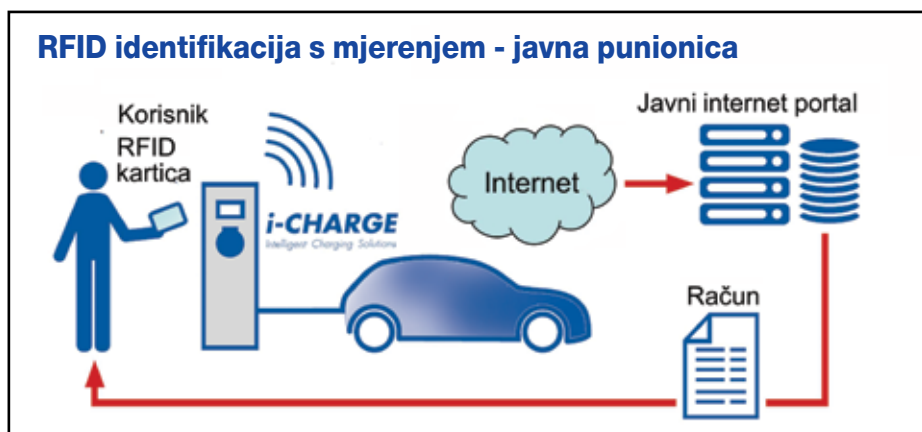 RFID identifikacija s mjerenjem - javna punionica
Korisnik
RFID
kartica
i-CHARGE
Intelligent Charging Solutions
Internet
Javni internet portal
Račun